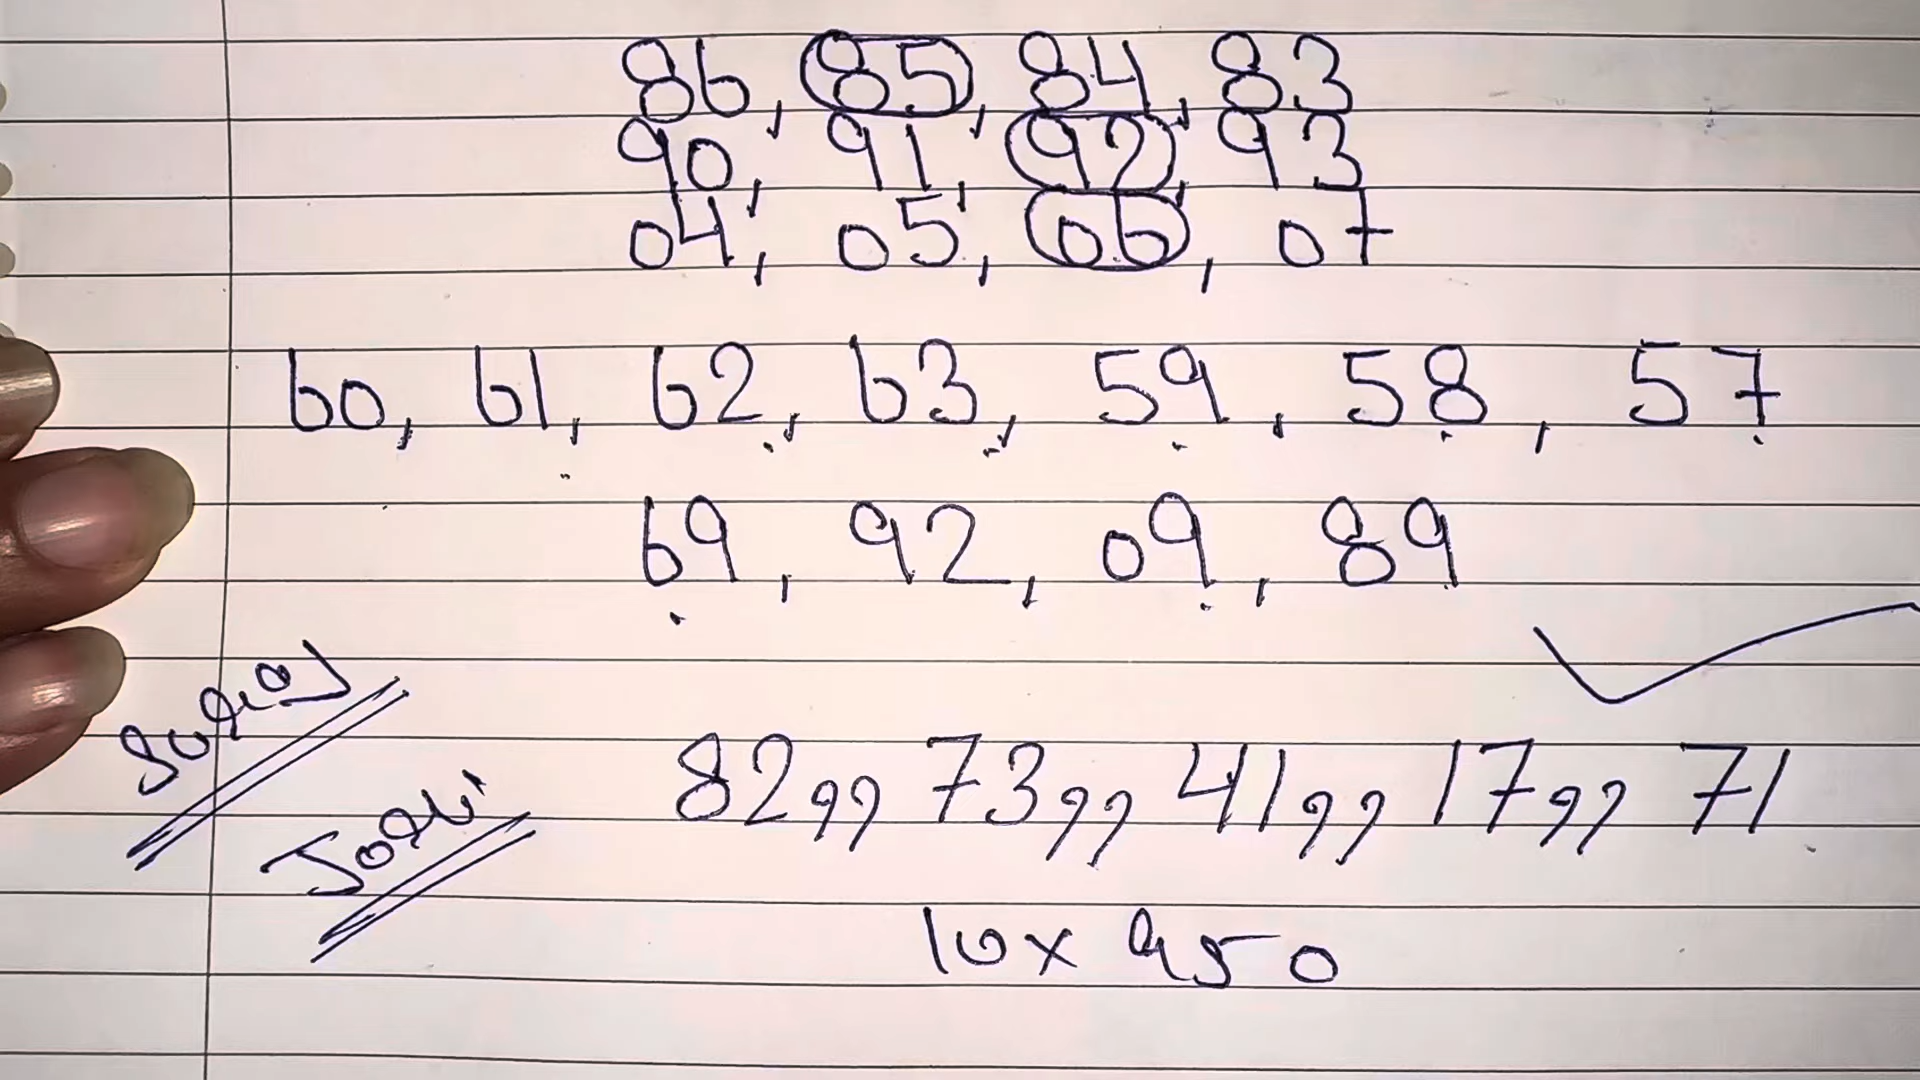 86, 85, 84, 83
90, 91, 92, 93
04, 05, 06, 07
60, 61, 62, 63, 59, 58, 57
69, 92, 09, 89
82,, 73,, 41,, 17,, 71
Jodi
10x950